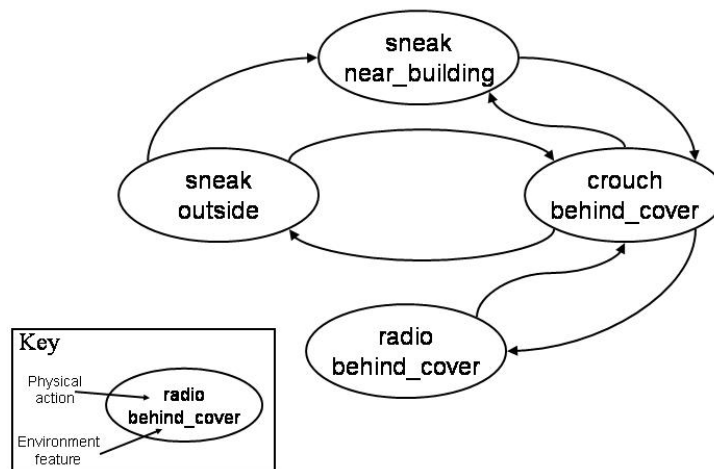 sneak
near_building
sneak
outside
crouch
behind_cover
radio
behind_cover
Key
Physical
action
radio
behind_cover
Environment
feature